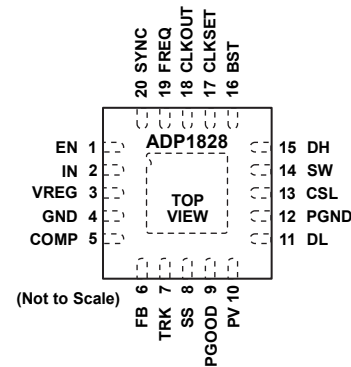 20 SYNC
19 FREQ
18 CLKOUT
17 CLKSET
16 BST
ADP1828
EN 1
IN 2
VREG 3
GND 4
COMP 5
15 DH
14 SW
13 CSL
12 PGND
11 DL
TOP
VIEW
(Not to Scale)
FB 6
TRK 7
SS 8
PGOOD 9
PV 10